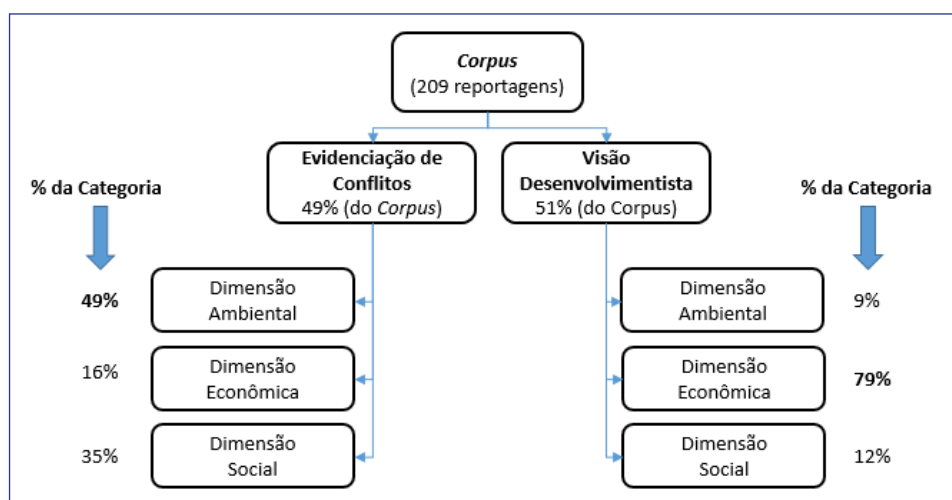 Corpus
(209 reportagens)
Evidenciação de
Conflitos
49% (do Corpus)
Visão
Desenvolvimentista
51% (do Corpus)
% da Categoria
% da Categoria
49%
Dimensão
Ambiental
Dimensão
Ambiental
9%
16%
Dimensão
Econômica
Dimensão
Econômica
79%
35%
Dimensão
Social
Dimensão
Social
12%